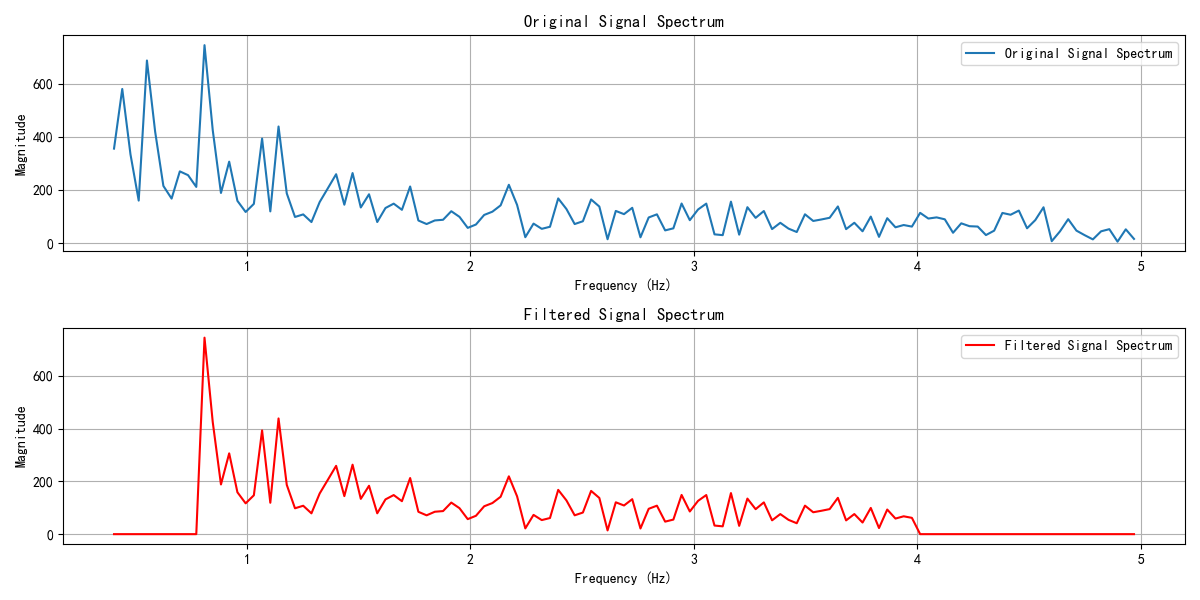 Original Signal Spectrum
Original Signal Spectrum
Magnitude
600
400
200
0
1 2 3 4 5
Frequency (Hz)
Filtered Signal Spectrum
Filtered Signal Spectrum
Magnitude
600
400
200
0
1 2 3 4 5
Frequency (Hz)